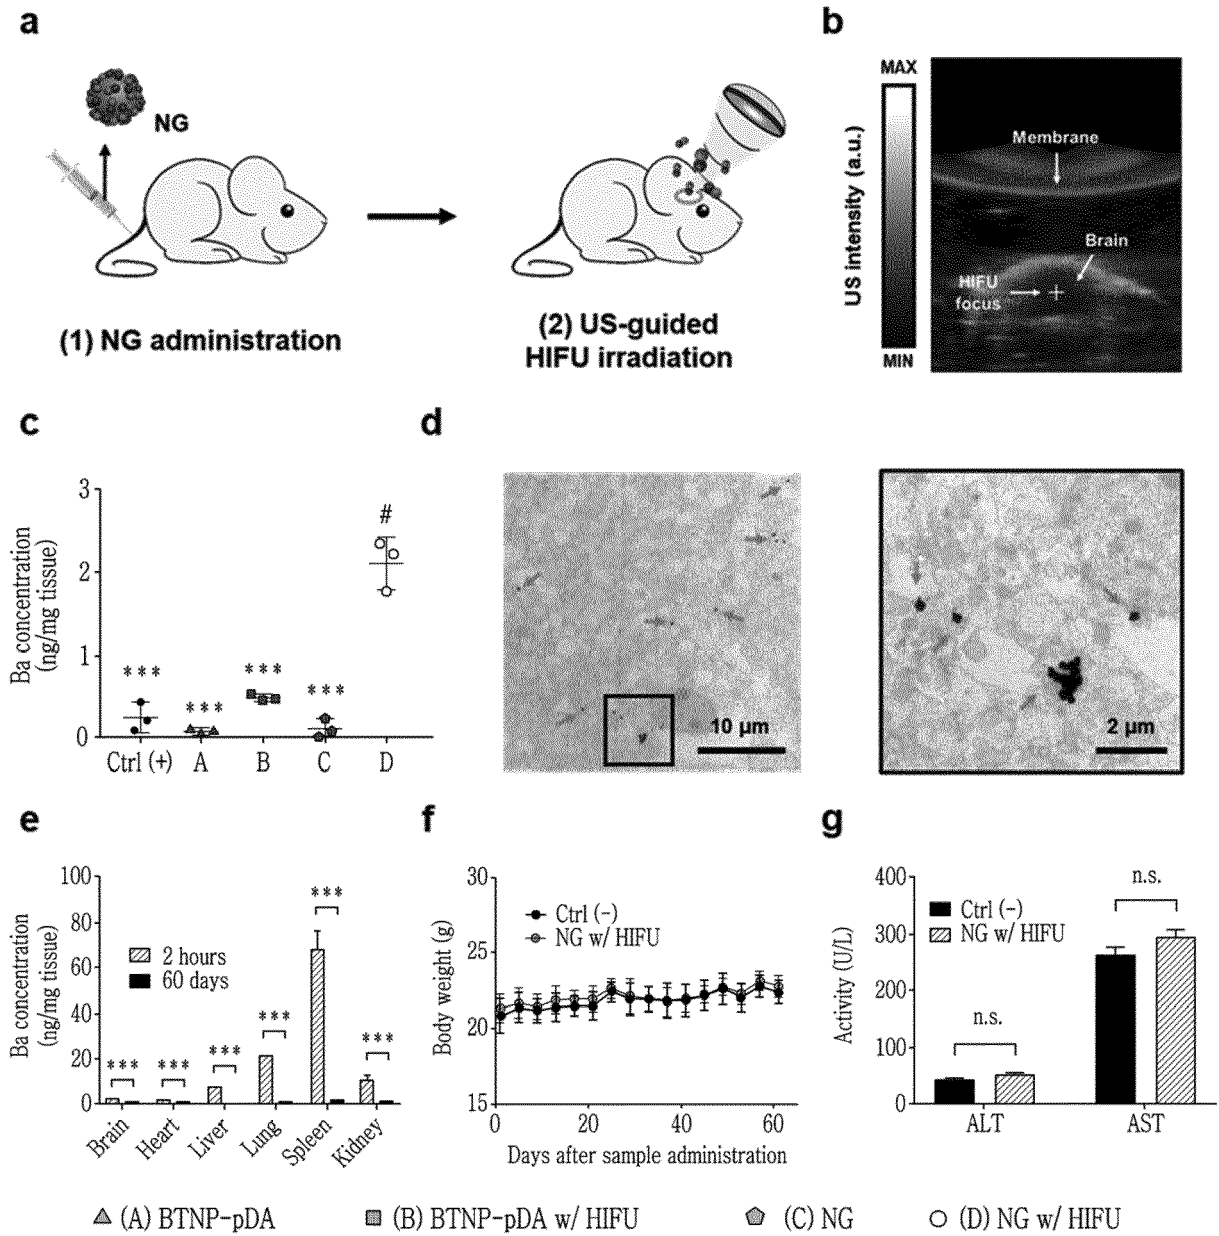 a
NG
(1) NG administration
(2) US-guided
HIFU irradiation
b
MAX
US intensity (a.u.)
MIN
Membrane
Brain
HIFU
focus
c
Ba concentration
(ng/mg tissue)
3
2
1
0
***
***
***
***
#
Ctrl (+)
A
B
C
D
d
10 µm
2 µm
e
Ba concentration
(ng/mg tissue)
100
80
60
40
20
0
2 hours
60 days
***
***
***
***
***
***
Brain
Heart
Liver
Lung
Spleen
Kidney
f
Body weight (g)
30
25
20
15
Ctrl (-)
NG w/ HIFU
0
20
40
60
Days after sample administration
g
Activity (U/L)
400
300
200
100
0
Ctrl (-)
NG w/ HIFU
n.s.
n.s.
ALT
AST
(A) BTNP-pDA
(B) BTNP-pDA w/ HIFU
(C) NG
(D) NG w/ HIFU